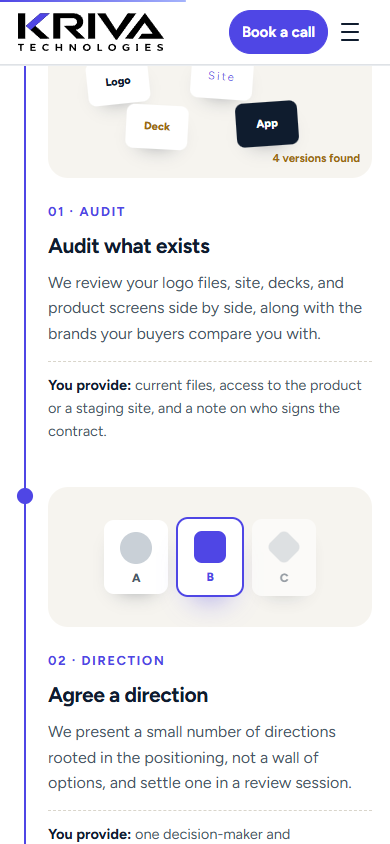 KRIVA
TECHNOLOGIES
Book a call
Logo
Site
Deck
App
4 versions found
01 · AUDIT
Audit what exists
We review your logo files, site, decks, and
product screens side by side, along with the
brands your buyers compare you with.
You provide: current files, access to the product
or a staging site, and a note on who signs the
contract.
A
B
C
02 · DIRECTION
Agree a direction
We present a small number of directions
rooted in the positioning, not a wall of
options, and settle one in a review session.
You provide: one decision-maker and